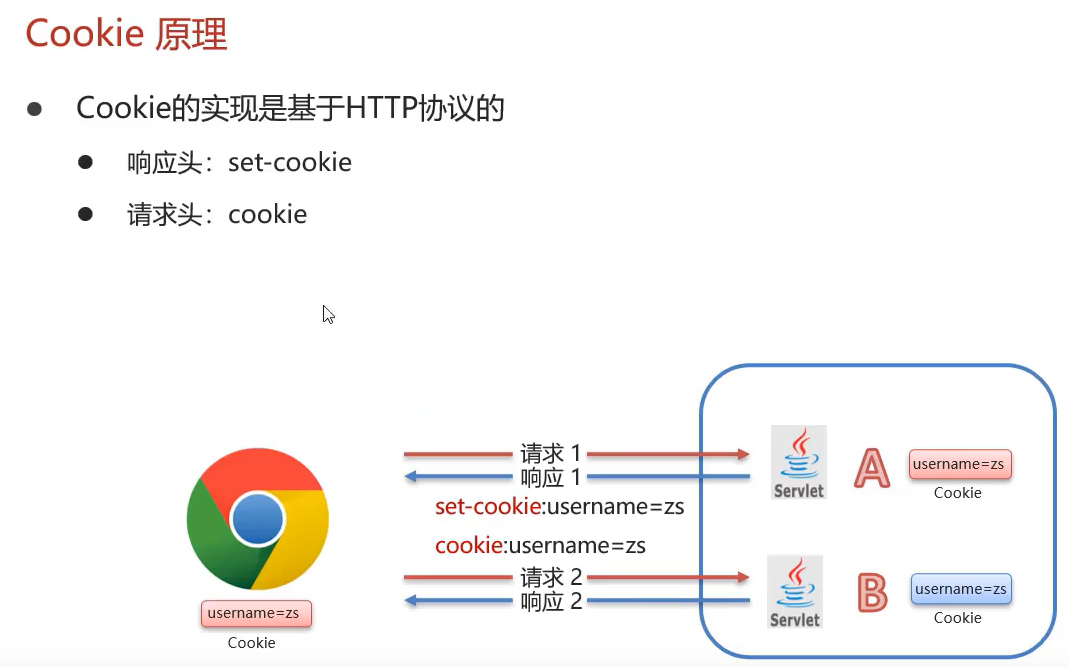 Cookie 原理
Cookie的实现是基于HTTP协议的
响应头：set-cookie
请求头：cookie
请求 1
响应 1
set-cookie:username=zs
cookie:username=zs
请求 2
响应 2
username=zs
Cookie
Servlet
A
username=zs
Cookie
Servlet
B
username=zs
Cookie